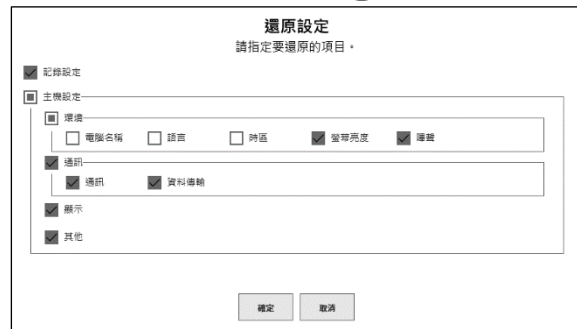 還原設定
請指定要還原的項目。
記錄設定
主機設定
環境
電腦名稱 語言 時區 螢幕亮度 嗶聲
通訊
通訊 資料傳輸
顯示
其他
確定 取消